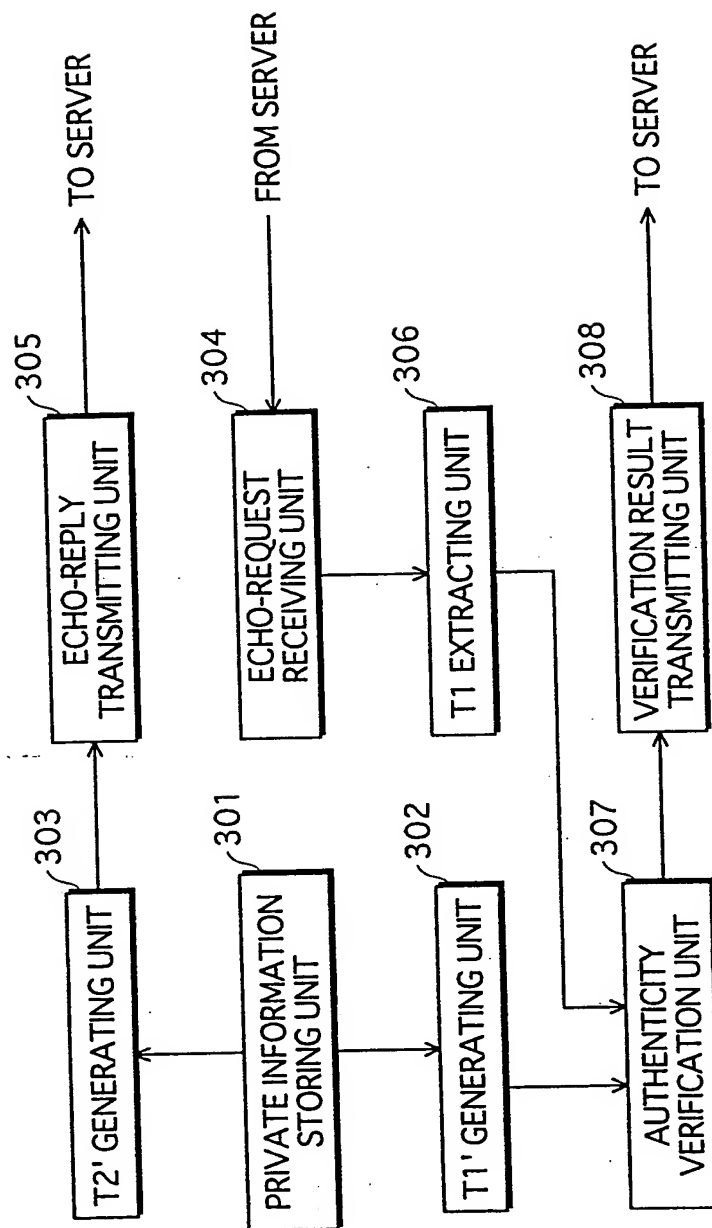 303
T2' GENERATING UNIT
305
ECHO-REPLY
TRANSMITTING UNIT
TO SERVER
301
PRIVATE INFORMATION
STORING UNIT
304
ECHO-REQUEST
RECEIVING UNIT
FROM SERVER
302
T1' GENERATING UNIT
306
T1 EXTRACTING UNIT
307
AUTHENTICITY
VERIFICATION UNIT
308
VERIFICATION RESULT
TRANSMITTING UNIT
TO SERVER